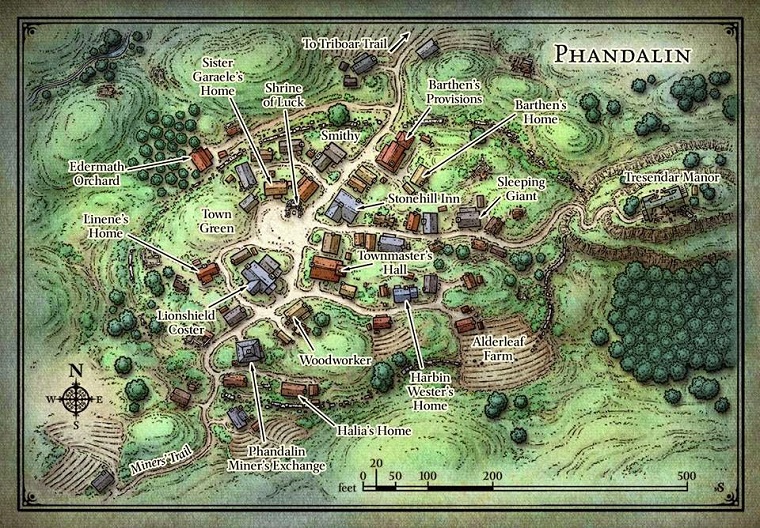 To Triboar Trail
PHANDALIN
Sister
Garaele's
Home
Shrine
of Luck
Barthen's
Provisions
Barthen's
Home
Smithy
Edermath
Orchard
Stonehill Inn
Sleeping
Giant
Tresendar Manor
Linene's
Home
Town
Green
Townmaster's
Hall
Lionshield
Coster
Woodworker
Alderleaf
Farm
Harbin
Wester's
Home
N
W
E
S
Halia's Home
Phandalin
Miner's Exchange
Miners' Trail
20
0 50 100 200 500
feet